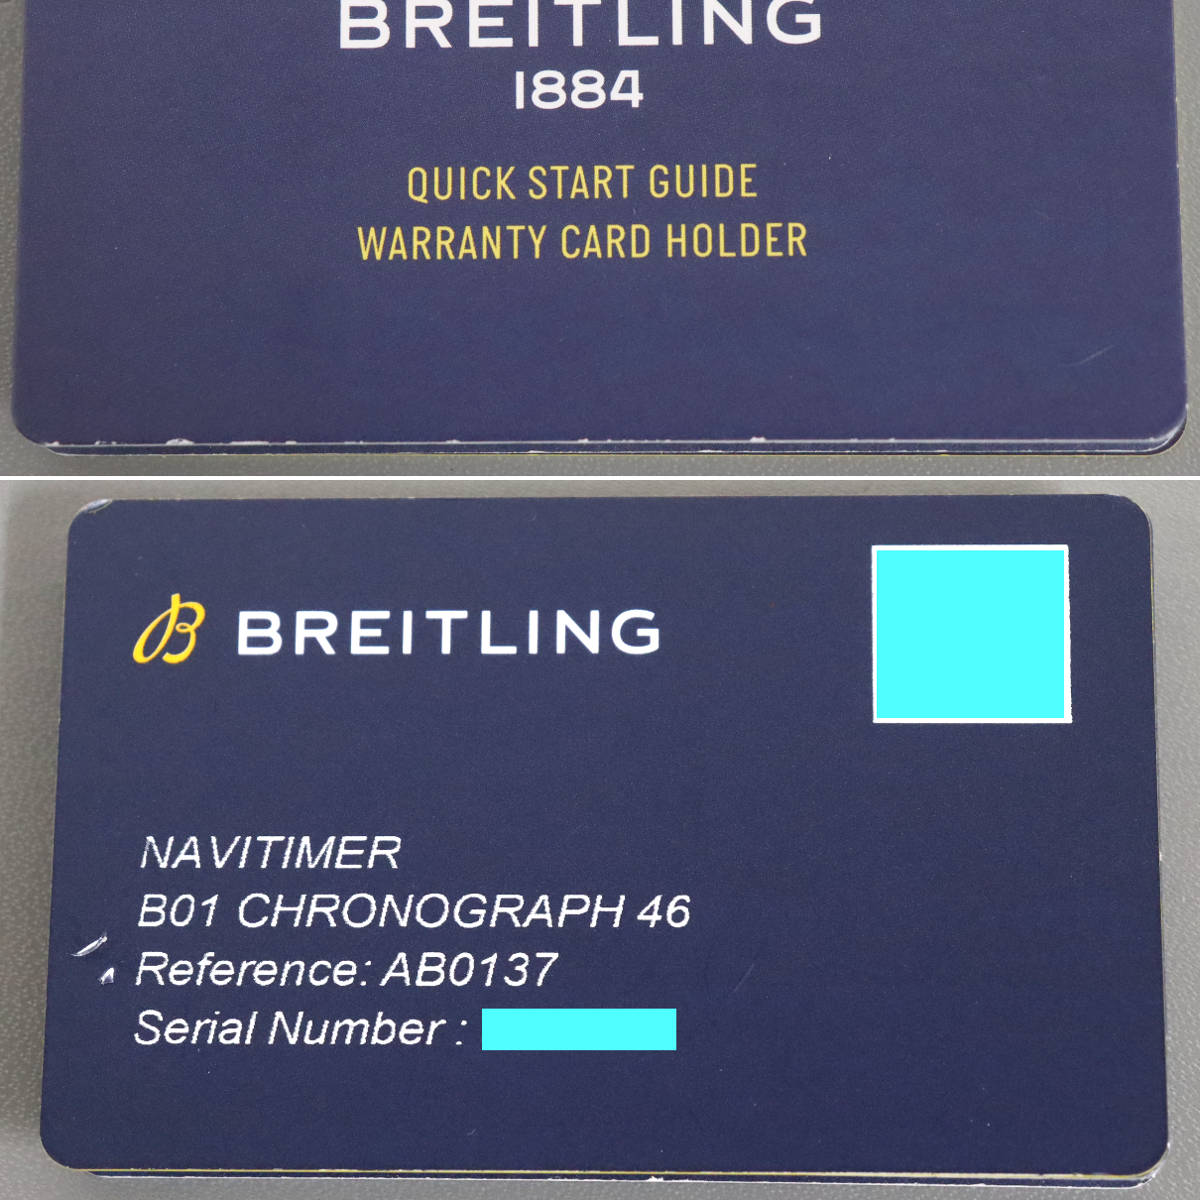 BREITLING
1884
QUICK START GUIDE
WARRANTY CARD HOLDER
BREITLING
NAVITIMER
B01 CHRONOGRAPH 46
Reference: AB0137
Serial Number :